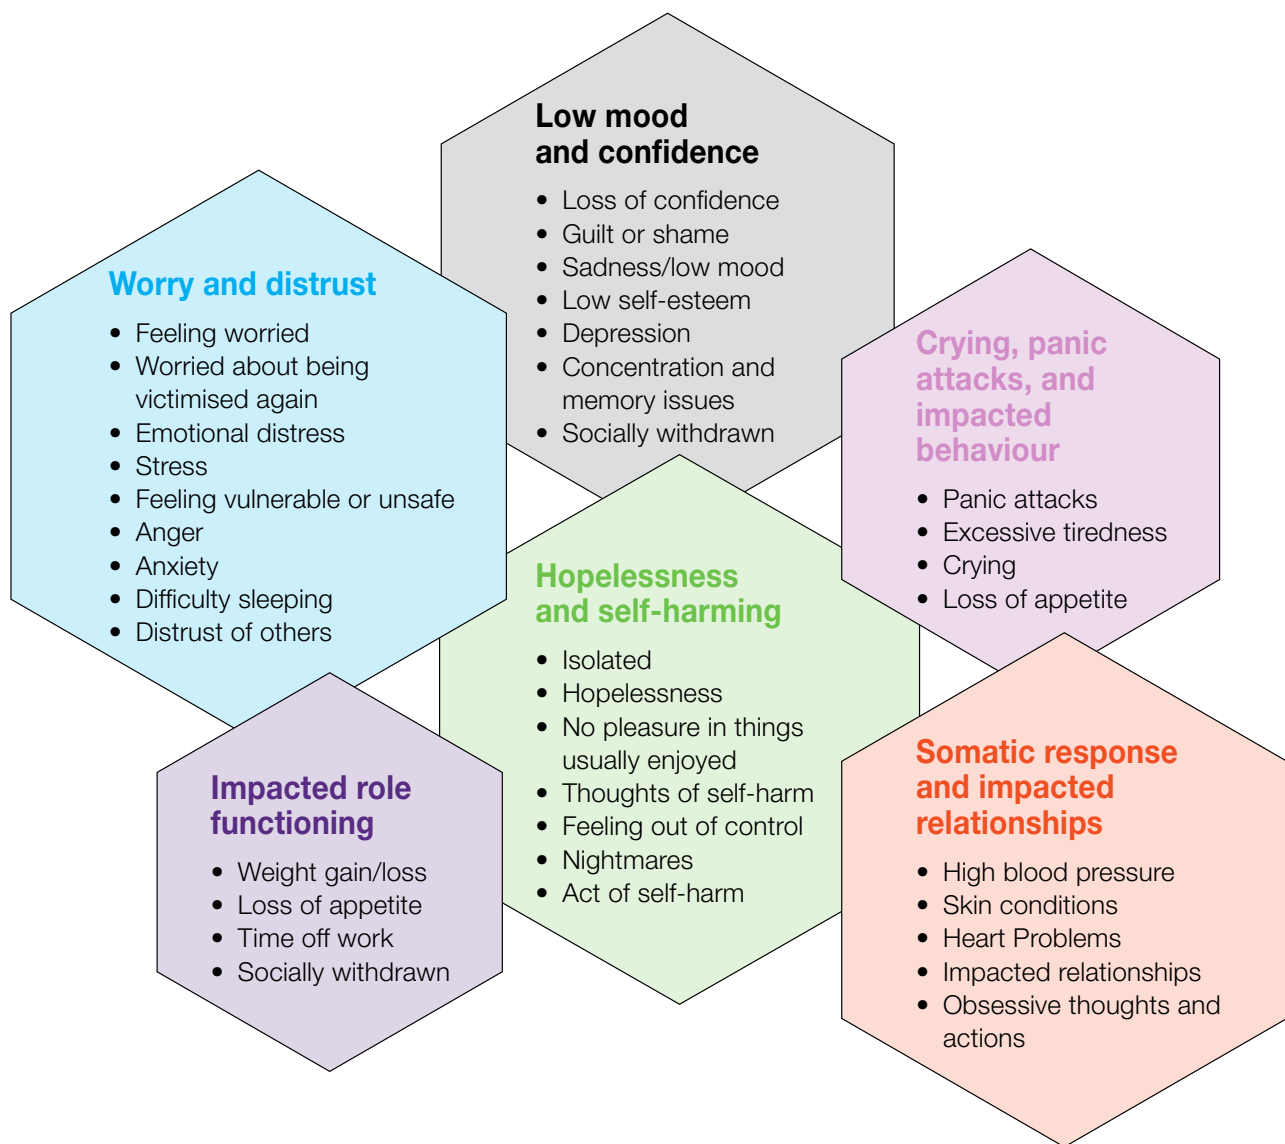 Low mood
and confidence
• Loss of confidence
• Guilt or shame
• Sadness/low mood
• Low self-esteem
• Depression
• Concentration and
memory issues
• Socially withdrawn
Worry and distrust
• Feeling worried
• Worried about being
victimised again
• Emotional distress
• Stress
• Feeling vulnerable or unsafe
• Anger
• Anxiety
• Difficulty sleeping
• Distrust of others
Crying, panic
attacks, and
impacted
behaviour
• Panic attacks
• Excessive tiredness
• Crying
• Loss of appetite
Hopelessness
and self-harming
• Isolated
• Hopelessness
• No pleasure in things
usually enjoyed
• Thoughts of self-harm
• Feeling out of control
• Nightmares
• Act of self-harm
Impacted role
functioning
• Weight gain/loss
• Loss of appetite
• Time off work
• Socially withdrawn
Somatic response
and impacted
relationships
• High blood pressure
• Skin conditions
• Heart Problems
• Impacted relationships
• Obsessive thoughts and
actions